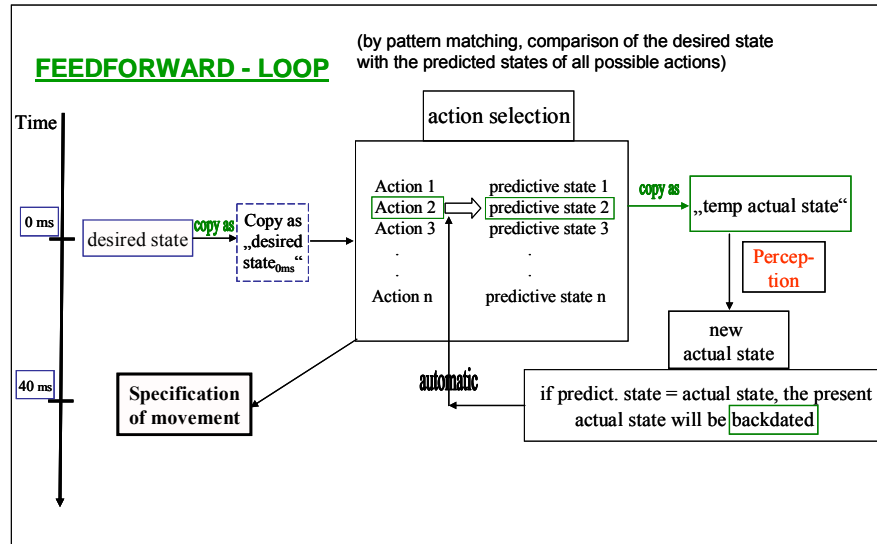 FEEDFORWARD - LOOP
(by pattern matching, comparison of the desired state
with the predicted states of all possible actions)
Time
action selection
0 ms
desired state
copy as
Copy as
„desired
state0ms“
Action 1
Action 2
Action 3
.
.
Action n
predictive state 1
predictive state 2
predictive state 3
.
.
predictive state n
copy as
„temp actual state“
Percep-
tion
new
actual state
40 ms
Specification
of movement
automatic
if predict. state = actual state, the present
actual state will be backdated